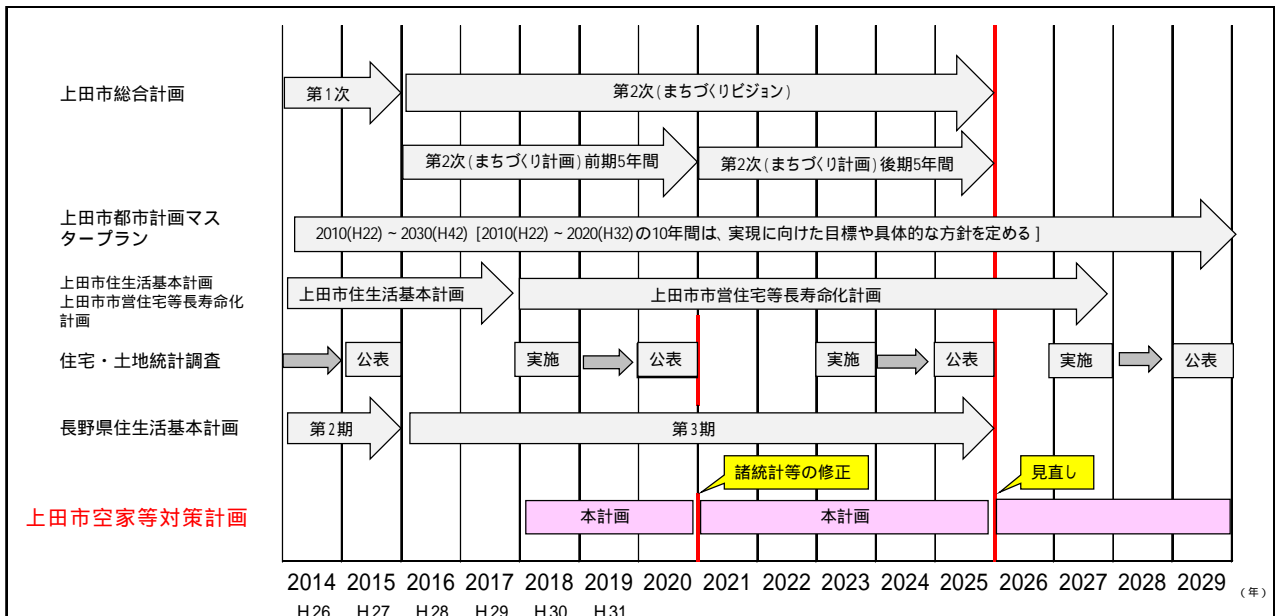 上田市総合計画
第1次
第2次(まちづくりビジョン)
第2次(まちづくり計画)前期5年間
第2次(まちづくり計画)後期5年間
上田市都市計画マス
タープラン
2010(H22)~2030(H42) [2010(H22)~2020(H32)の10年間は、実現に向けた目標や具体的な方針を定める]
上田市住生活基本計画
上田市市営住宅等長寿命化
計画
上田市住生活基本計画
上田市市営住宅等長寿命化計画
住宅・土地統計調査
公表
実施
公表
実施
公表
実施
公表
長野県住生活基本計画
第2期
第3期
諸統計等の修正
見直し
上田市空家等対策計画
本計画
本計画
2014 2015 2016 2017 2018 2019 2020 2021 2022 2023 2024 2025 2026 2027 2028 2029 (年)
H26 H27 H28 H29 H30 H31